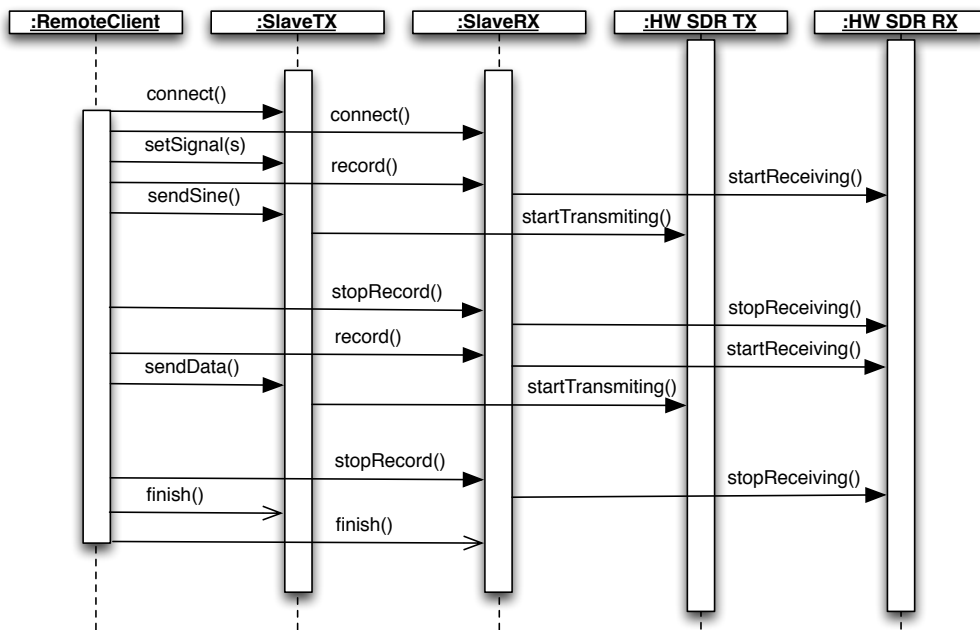 :RemoteClient
:SlaveTX
:SlaveRX
:HW SDR TX
:HW SDR RX
connect()
connect()
setSignal(s)
record()
startReceiving()
sendSine()
startTransmiting()
stopRecord()
stopReceiving()
record()
startReceiving()
sendData()
startTransmiting()
stopRecord()
stopReceiving()
finish()
finish()